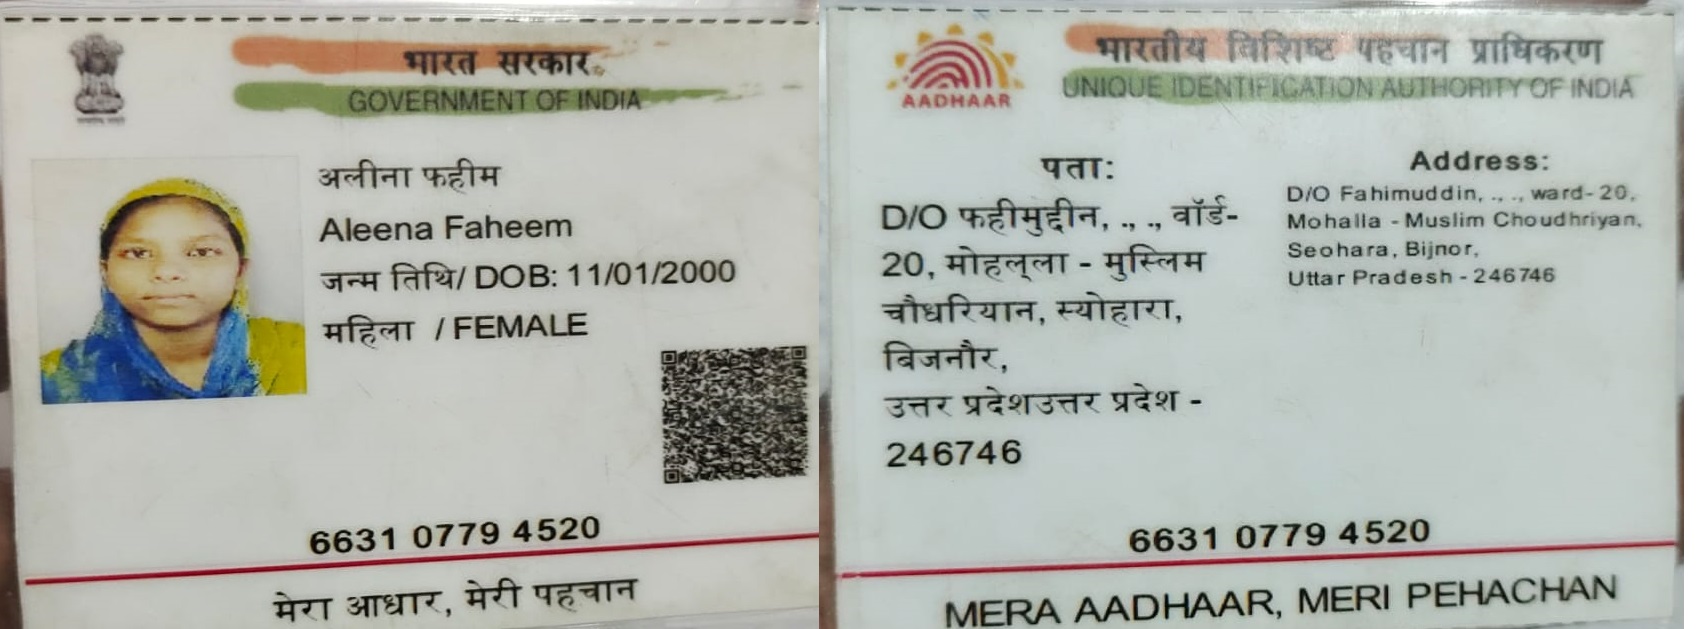 भारत सरकार
GOVERNMENT OF INDIA
अलीना फहीम
Aleena Faheem
जन्म तिथि/ DOB: 11/01/2000
महिला / FEMALE
6631 0779 4520
मेरा आधार, मेरी पहचान
भारतीय विशिष्ट पहचान प्राधिकरण
UNIQUE IDENTIFICATION AUTHORITY OF INDIA
AADHAAR
पता:
D/O फहीमुद्दीन, ., ., वॉर्ड-
20, मोहल्ला - मुस्लिम
चौधरियान, स्योहारा,
बिजनौर,
उत्तर प्रदेशउत्तर प्रदेश -
246746
Address:
D/O Fahimuddin, ., ., ward- 20,
Mohalla - Muslim Choudhriyan,
Seohara, Bijnor,
Uttar Pradesh - 246746
6631 0779 4520
MERA AADHAAR, MERI PEHACHAN